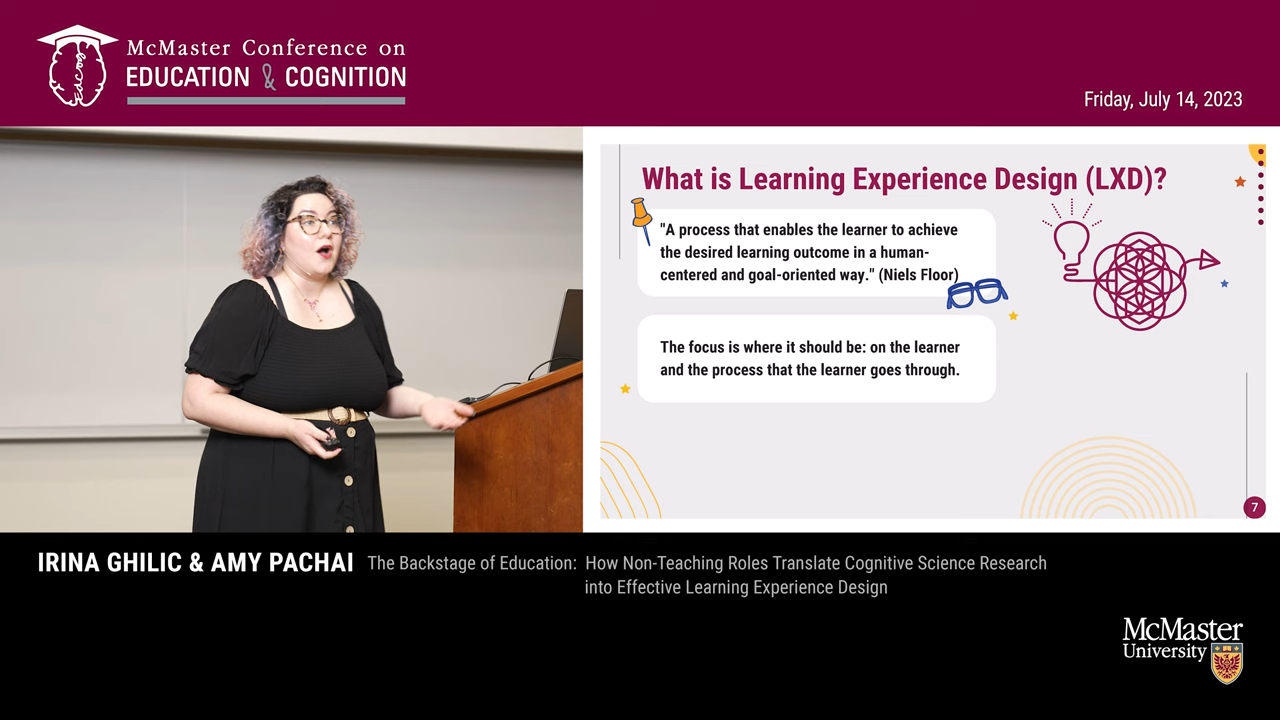 McMaster Conference on
EDUCATION & COGNITION
Friday, July 14, 2023
What is Learning Experience Design (LXD)?
"A process that enables the learner to achieve
the desired learning outcome in a human-
centered and goal-oriented way." (Niels Floor)
The focus is where it should be: on the learner
and the process that the learner goes through.
7
IRINA GHILIC & AMY PACHAI
The Backstage of Education: How Non-Teaching Roles Translate Cognitive Science Research
into Effective Learning Experience Design
McMaster
University